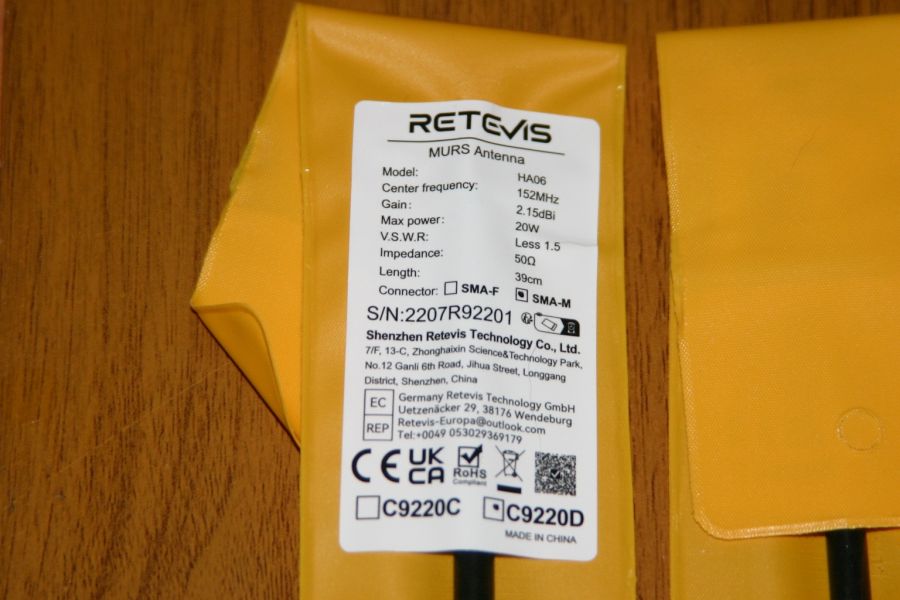 RETEVIS
MURS Antenna
Model: HA06
Center frequency: 152MHz
Gain: 2.15dBi
Max power: 20W
V.S.W.R: Less 1.5
Impedance: 50Ω
Length: 39cm
Connector: SMA-F SMA-M
S/N:2207R92201
Shenzhen Retevis Technology Co., Ltd.
7/F, 13-C, Zhonghaixin Science&Technology Park,
No.12 Ganli 6th Road, Jihua Street, Longgang
District, Shenzhen, China
EC REP
Germany Retevis Technology GmbH
Uetzenäcker 29, 38176 Wendeburg
Retevis-Europa@outlook.com
Tel:+0049 053029369179
CE UK CA RoHS Compliant
C9220C C9220D
MADE IN CHINA